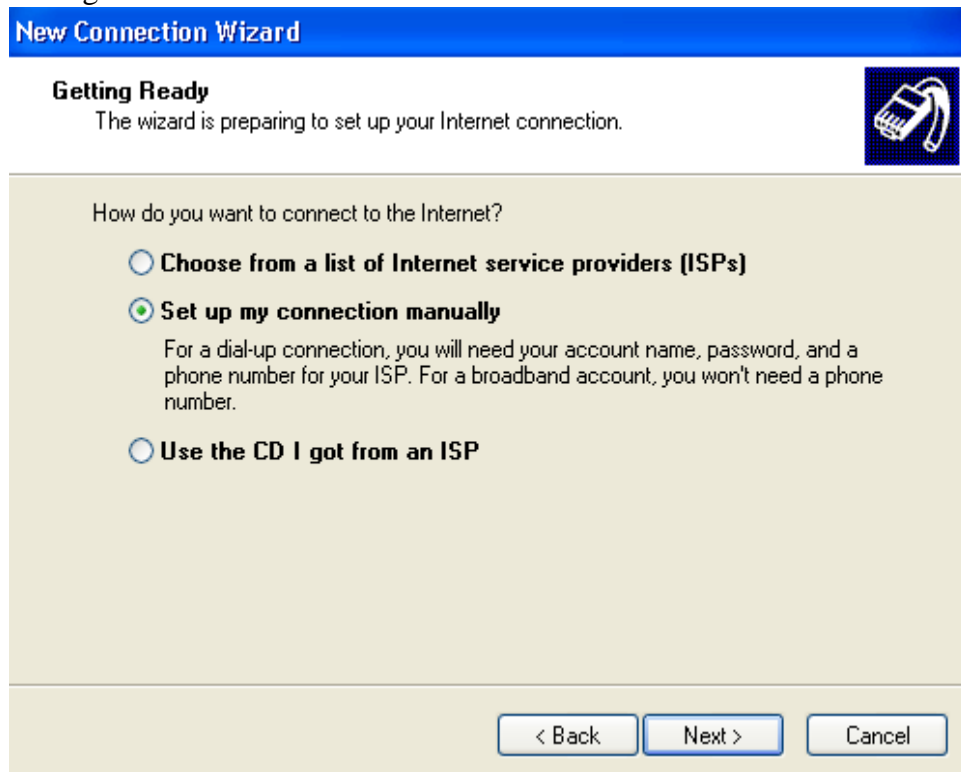 New Connection Wizard
Getting Ready
The wizard is preparing to set up your Internet connection.
How do you want to connect to the Internet?
Choose from a list of Internet service providers (ISPs)
Set up my connection manually
For a dial-up connection, you will need your account name, password, and a
phone number for your ISP. For a broadband account, you won't need a phone
number.
Use the CD I got from an ISP
< Back Next > Cancel